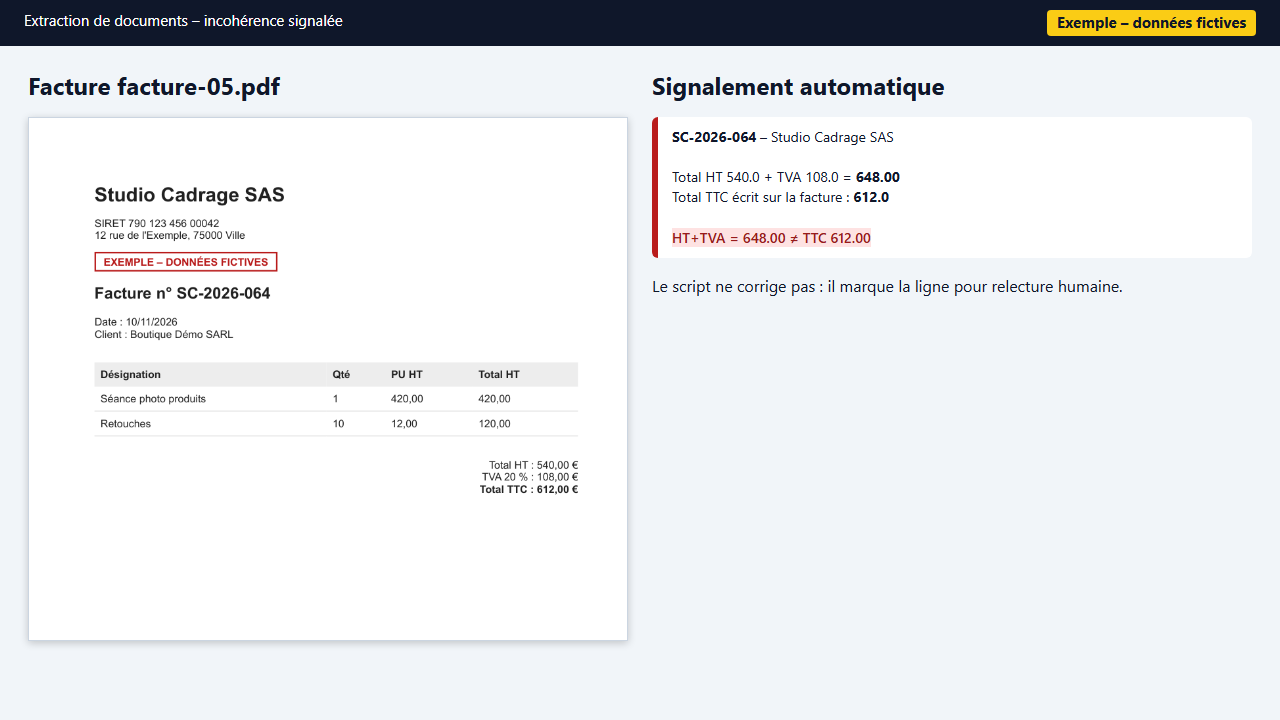 Extraction de documents – incohérence signalée
Exemple – données fictives
Facture facture-05.pdf
Studio Cadrage SAS
SIRET 790 123 456 00042
12 rue de l'Exemple, 75000 Ville
EXEMPLE – DONNÉES FICTIVES
Facture n° SC-2026-064
Date : 10/11/2026
Client : Boutique Démo SARL
Désignation Qté PU HT Total HT
Séance photo produits 1 420,00 420,00
Retouches 10 12,00 120,00
Total HT : 540,00 €
TVA 20 % : 108,00 €
Total TTC : 612,00 €
Signalement automatique
SC-2026-064 – Studio Cadrage SAS
Total HT 540.0 + TVA 108.0 = 648.00
Total TTC écrit sur la facture : 612.0
HT+TVA = 648.00 ≠ TTC 612.00
Le script ne corrige pas : il marque la ligne pour relecture humaine.